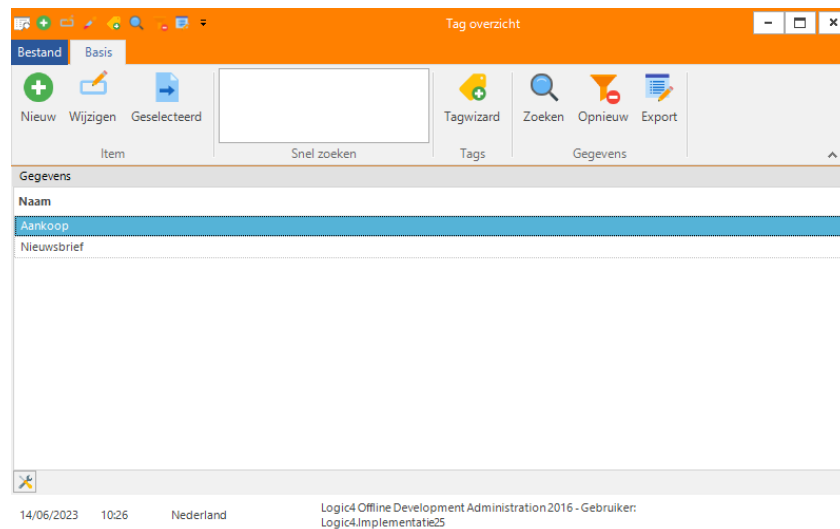 Tag overzicht
Bestand Basis
Nieuw Wijzigen Geselecteerd Tagwizard Zoeken Opnieuw Export
Item Snel zoeken Tags Gegevens
Gegevens
Naam
Aankoop
Nieuwsbrief
14/06/2023 10:26 Nederland Logic4 Offline Development Administration 2016 - Gebruiker:
Logic4.Implementatie25